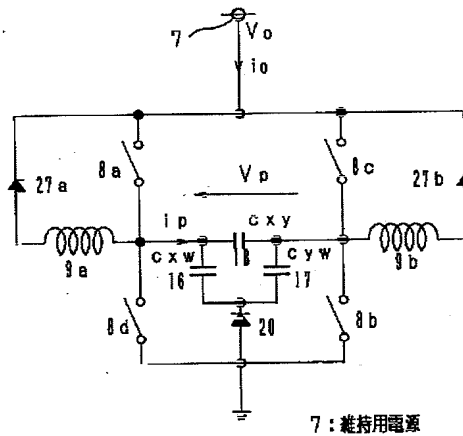 7
Vo
io
27a
8a
8c
27b
Vp
ip
cxy
9a
cxw
cyw
9b
16
17
8d
20
8b
7：維持用電源